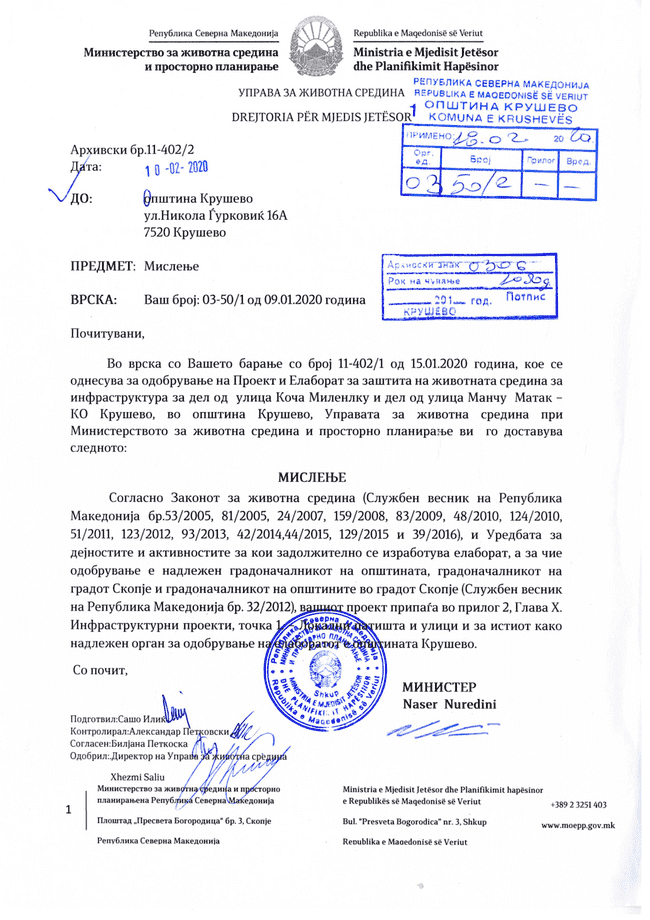 Република Северна Македонија
Министерство за животна средина
и просторно планирање
Republika e Maqedonisë së Veriut
Ministria e Mjedisit Jetësor
dhe Planifikimit Hapësinor
УПРАВА ЗА ЖИВОТНА СРЕДИНА
DREJTORIA PËR MJEDIS JETËSOR
РЕПУБЛИКА СЕВЕРНА МАКЕДОНИЈА
REPUBLIKA E MAQEDONISË SË VERIUT
1 ОПШТИНА КРУШЕВО
KOMUNA E KRUSHEVËS
ПРИМЕНО: 18.02 2020
Орг. ед. Број Прилог Вред.
03 50/2 – –
Архивски бр.11-402/2
Дата: 10-02-2020
ДО: Општина Крушево
ул.Никола Ѓурковиќ 16А
7520 Крушево
Архивски знак 0306
Рок на чување
201 год. Потпис
КРУШЕВО
ПРЕДМЕТ: Мислење
ВРСКА: Ваш број: 03-50/1 од 09.01.2020 година
Почитувани,
Во врска со Вашето барање со број 11-402/1 од 15.01.2020 година, кое се
однесува за одобрување на Проект и Елаборат за заштита на животната средина за
инфраструктура за дел од улица Коча Миленлку и дел од улица Манчу Матак –
КО Крушево, во општина Крушево, Управата за животна средина при
Министерството за животна средина и просторно планирање ви го доставува
следното:
МИСЛЕЊЕ
Согласно Законот за животна средина (Службен весник на Република
Македонија бр.53/2005, 81/2005, 24/2007, 159/2008, 83/2009, 48/2010, 124/2010,
51/2011, 123/2012, 93/2013, 42/2014,44/2015, 129/2015 и 39/2016), и Уредбата за
дејностите и активностите за кои задолжително се изработува елаборат, а за чие
одобрување е надлежен градоначалникот на општината, градоначалникот на
градот Скопје и градоначалникот на општините во градот Скопје (Службен весник
на Република Македонија бр. 32/2012), вашиот проект припаѓа во прилог 2, Глава X.
Инфраструктурни проекти, точка 1 Локални патишта и улици и за истиот како
надлежен орган за одобрување на елаборатот е општината Крушево.
Со почит,
МИНИСТЕР
Naser Nuredini
Подготвил:Сашо Илик
Контролирал:Александар Петковски
Согласен:Билјана Петкоска
Одобрил:.Директор на Управа за животна средина
Xhezmi Saliu
Министерство за животна средина и просторно
планирањена Република Северна Македонија
Плоштад „Пресвета Богородица" бр. 3, Скопје
Република Северна Македонија
Ministria e Mjedisit Jetësor dhe Planifikimit hapësinor
e Republikës së Maqedonisë së Veriut
Bul. "Presveta Bogorodica" nr. 3, Shkup
Republika e Maqedonisë së Veriut
+389 2 3251 403
www.moepp.gov.mk
1